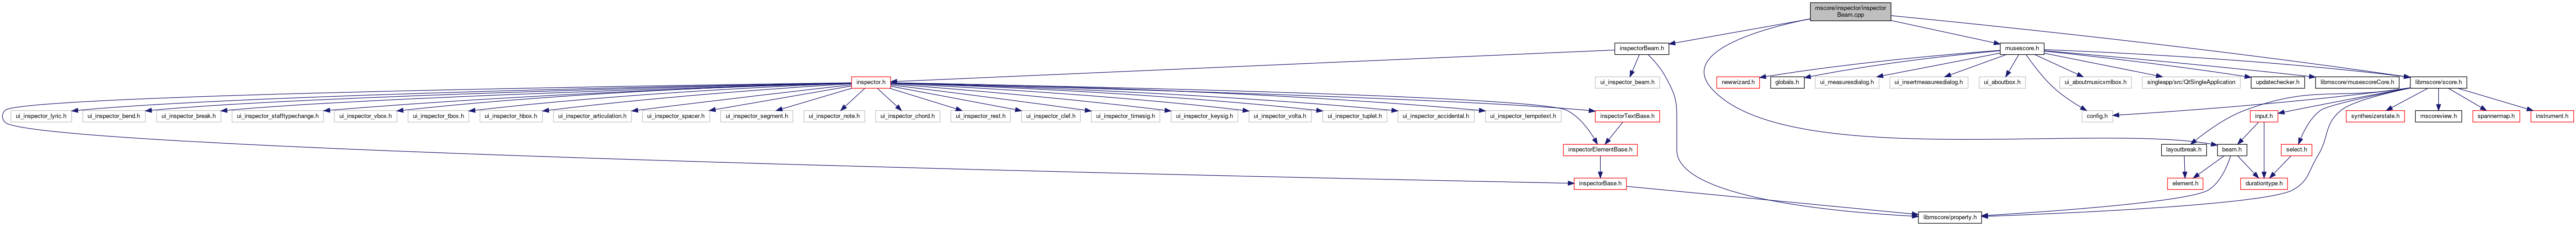 mscore/inspector/inspector
Beam.cpp
inspectorBeam.h
musescore.h
inspector.h
ui_inspector_beam.h
newwizard.h
globals.h
ui_measuresdialog.h
ui_insertmeasuresdialog.h
ui_aboutbox.h
ui_aboutmusicxmlbox.h
singleapp/src/QtSingleApplication
updatechecker.h
libmscore/musescoreCore.h
libmscore/score.h
ui_inspector_lyric.h
ui_inspector_bend.h
ui_inspector_break.h
ui_inspector_stafftypechange.h
ui_inspector_vbox.h
ui_inspector_tbox.h
ui_inspector_hbox.h
ui_inspector_articulation.h
ui_inspector_spacer.h
ui_inspector_segment.h
ui_inspector_note.h
ui_inspector_chord.h
ui_inspector_rest.h
ui_inspector_clef.h
ui_inspector_timesig.h
ui_inspector_keysig.h
ui_inspector_volta.h
ui_inspector_tuplet.h
ui_inspector_accidental.h
ui_inspector_tempotext.h
inspectorTextBase.h
config.h
input.h
synthesizerstate.h
mscoreview.h
spannermap.h
instrument.h
inspectorElementBase.h
layoutbreak.h
beam.h
select.h
inspectorBase.h
element.h
durationtype.h
libmscore/property.h